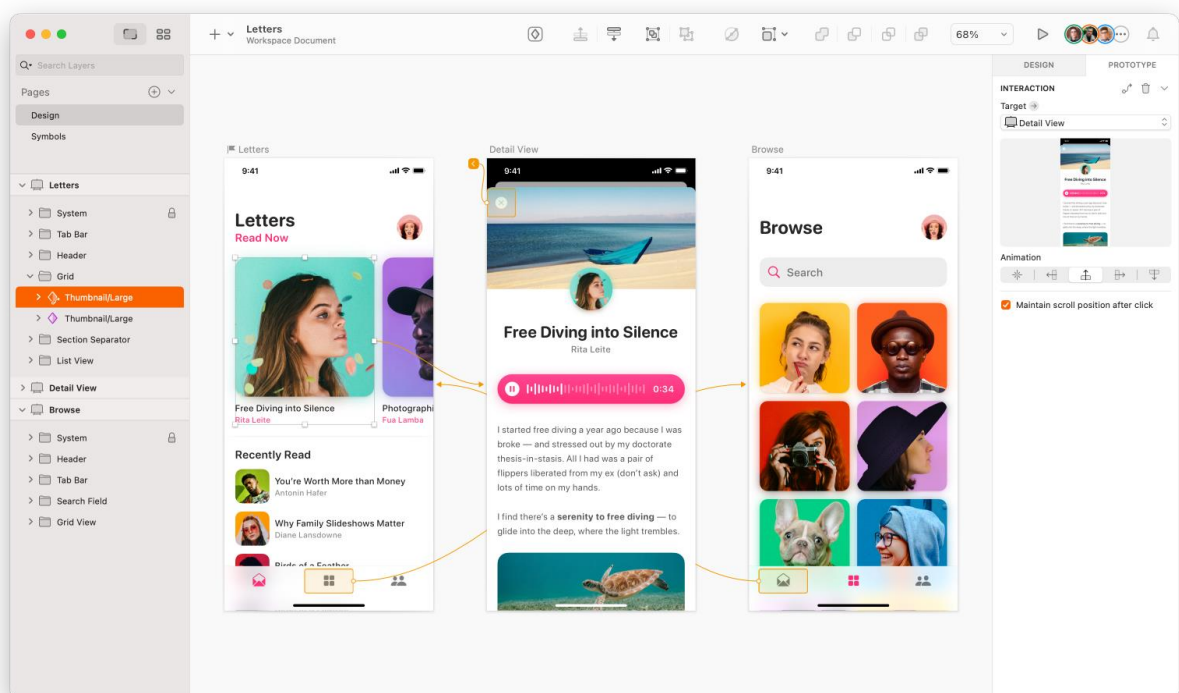 Letters
Workspace Document
68%
Search Layers
Pages
Design
Symbols
Letters
System
Tab Bar
Header
Grid
Thumbnail/Large
Thumbnail/Large
Section Separator
List View
Detail View
Browse
System
Header
Tab Bar
Search Field
Grid View
Letters
9:41
Letters
Read Now
Free Diving into Silence
Rita Leite
Photographi
Fua Lamba
Recently Read
You're Worth More than Money
Antonin Hafer
Why Family Slideshows Matter
Diane Lansdowne
Birds of a Feather
Detail View
9:41
Free Diving into Silence
Rita Leite
0:34
I started free diving a year ago because I was
broke — and stressed out by my doctorate
thesis-in-stasis. All I had was a pair of
flippers liberated from my ex (don't ask) and
lots of time on my hands.
I find there's a serenity to free diving — to
glide into the deep, where the light trembles.
Browse
9:41
Browse
Search
DESIGN
PROTOTYPE
INTERACTION
Target
Detail View
Free Diving into Silence
Animation
Maintain scroll position after click